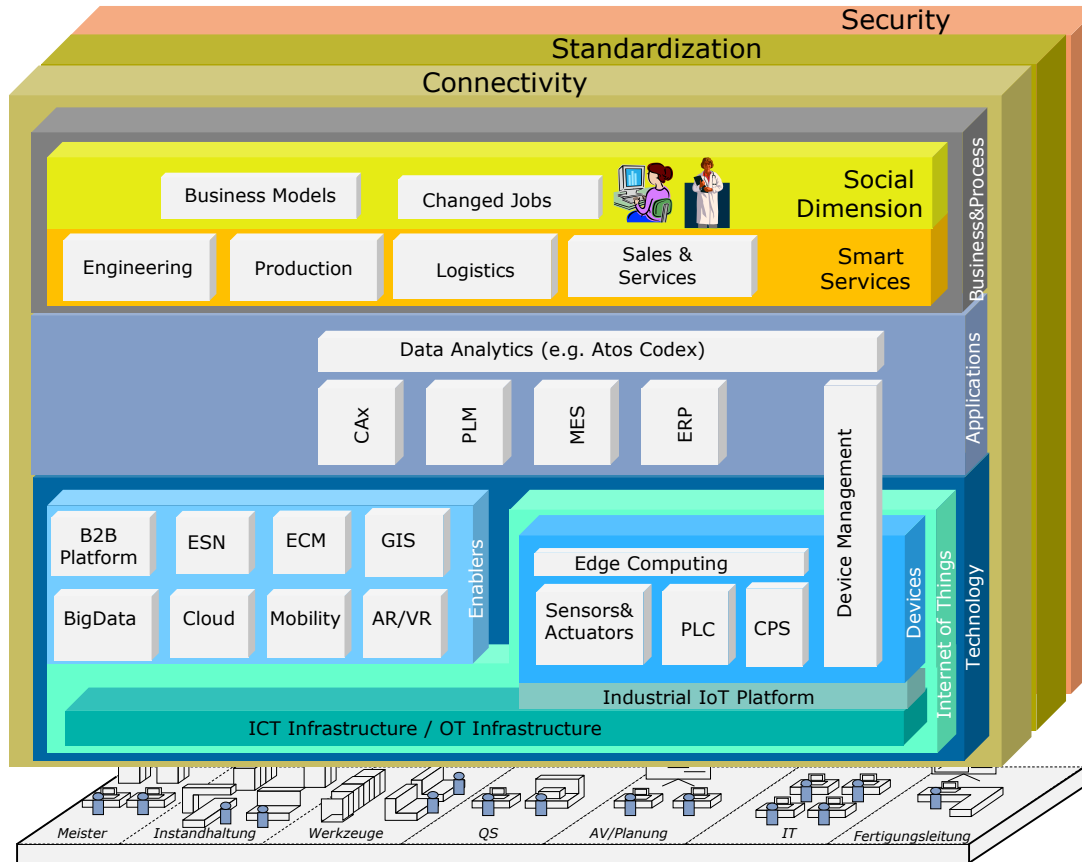 Security
Standardization
Connectivity
Business&Process
Social
Dimension
Business Models
Changed Jobs
Engineering
Production
Logistics
Sales &
Services
Smart
Services
Applications
Data Analytics (e.g. Atos Codex)
CAx
PLM
MES
ERP
Device Management
Technology
Enablers
B2B
Platform
ESN
ECM
GIS
BigData
Cloud
Mobility
AR/VR
Internet of Things
Devices
Edge Computing
Sensors&
Actuators
PLC
CPS
Industrial IoT Platform
ICT Infrastructure / OT Infrastructure
Meister
Instandhaltung
Werkzeuge
QS
AV/Planung
IT
Fertigungsleitung